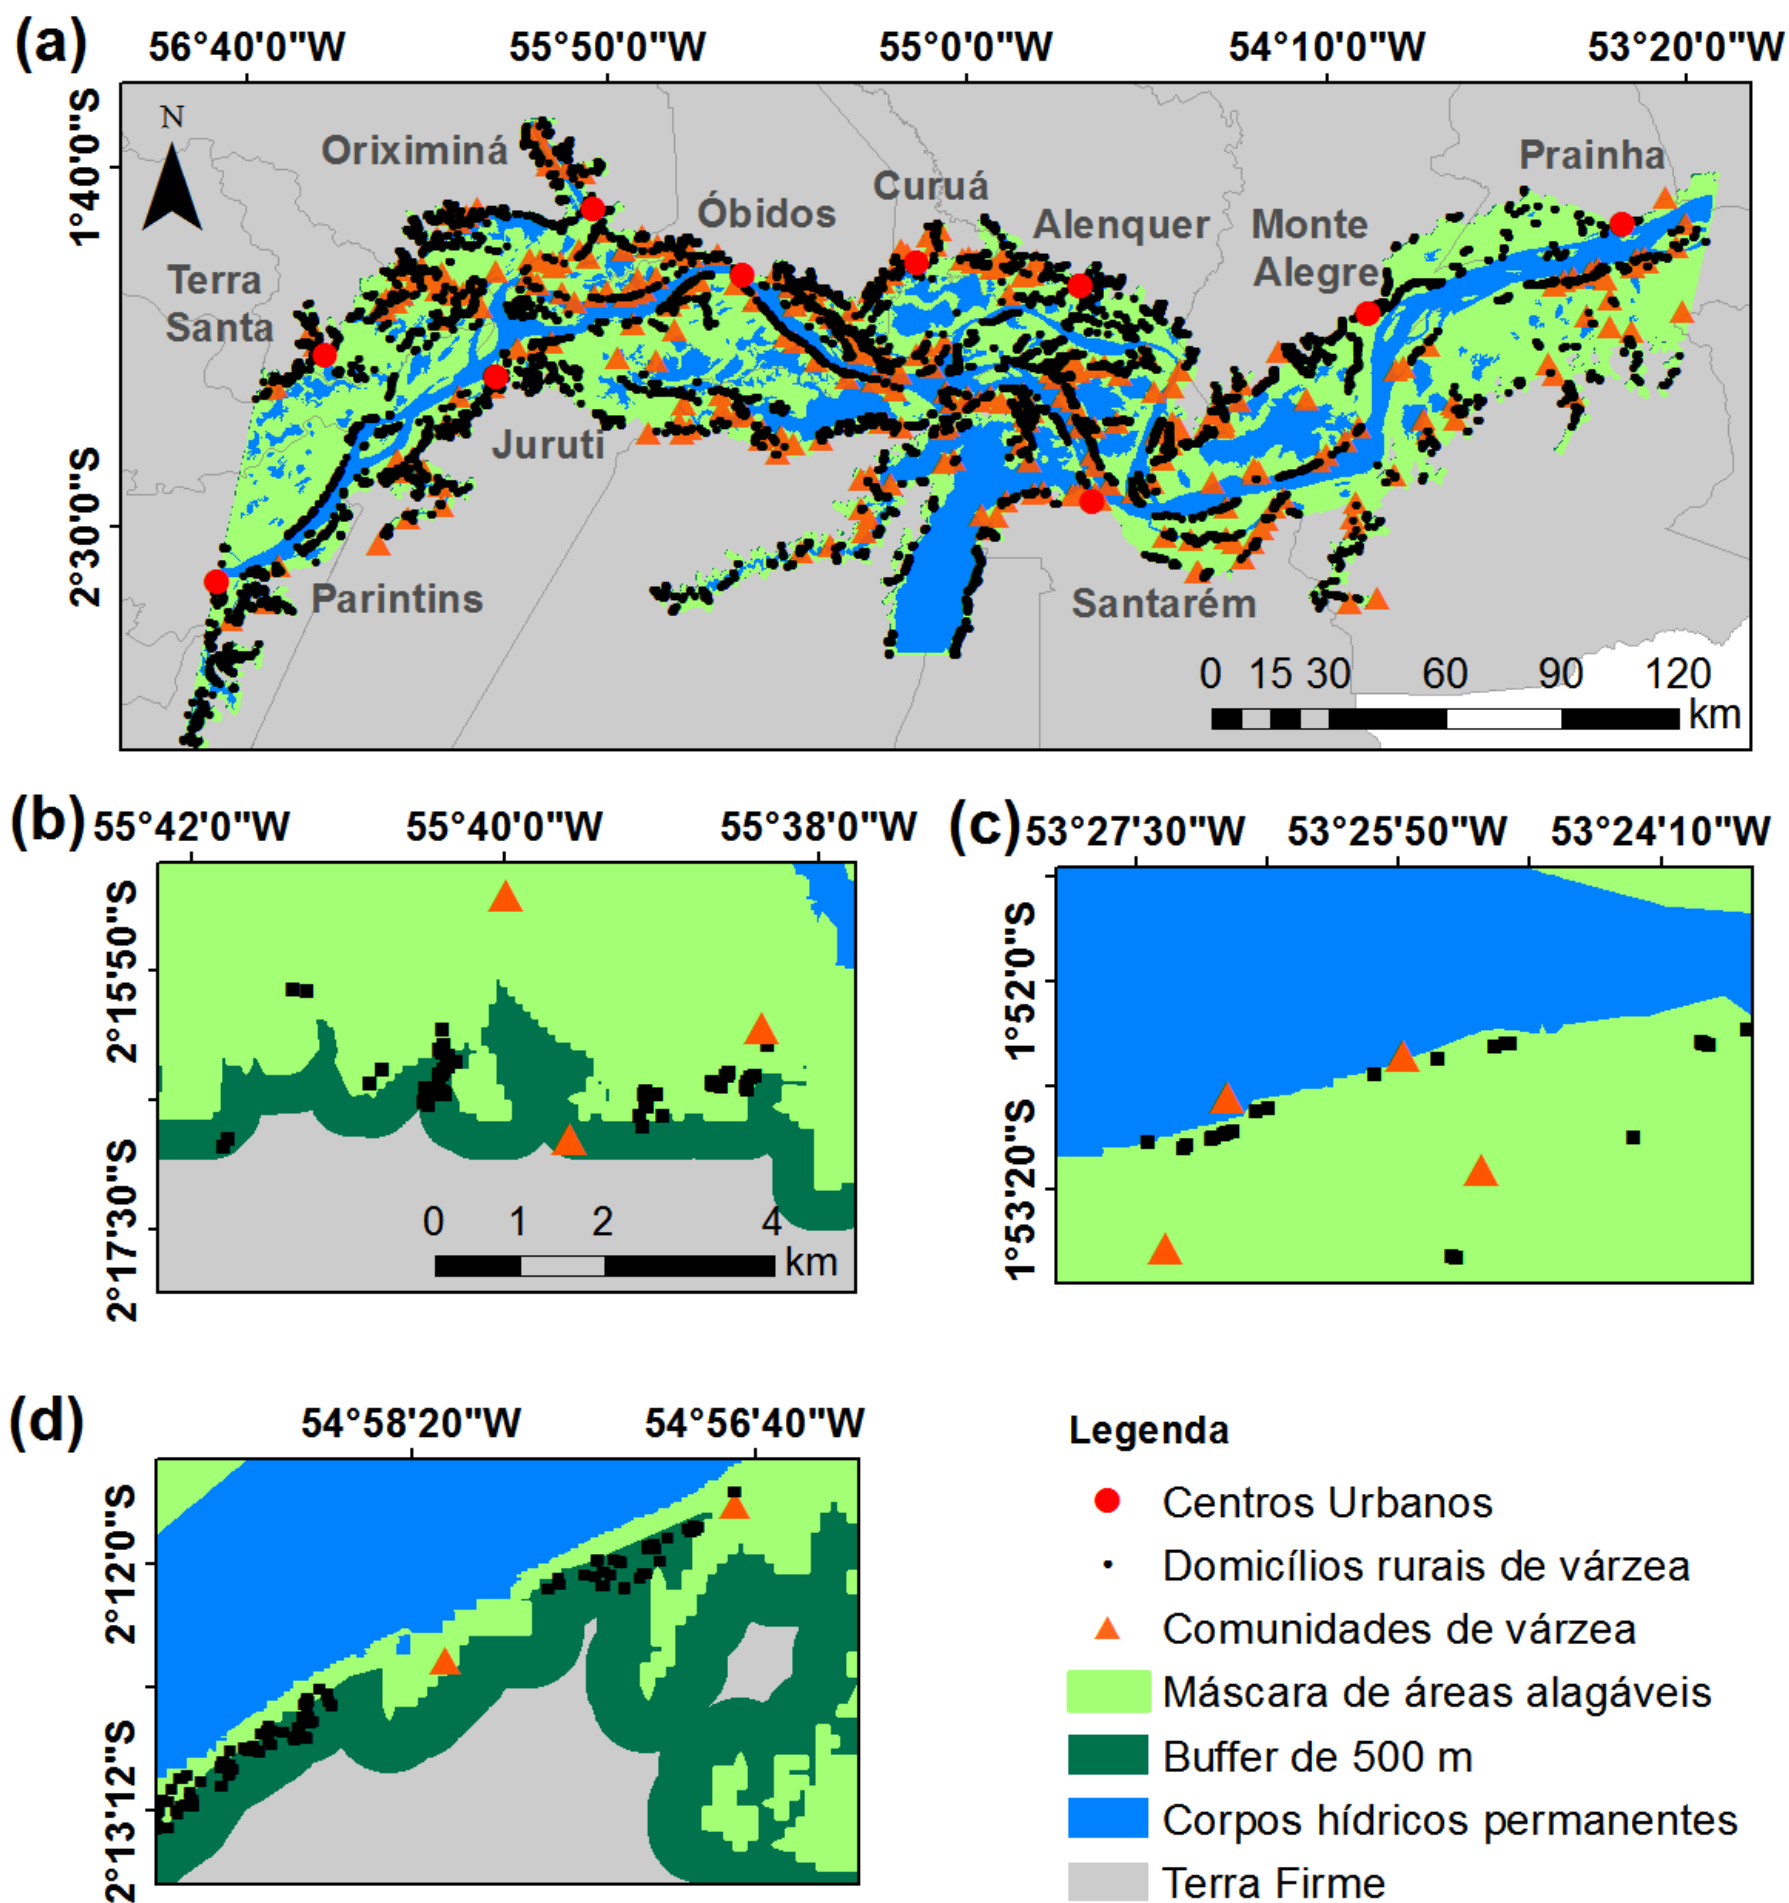 (a)
56°40'0"W 55°50'0"W 55°0'0"W 54°10'0"W 53°20'0"W
1°40'0"S
2°30'0"S
N
Oriximiná
Óbidos
Curuá
Alenquer
Monte
Alegre
Prainha
Terra
Santa
Juruti
Parintins
Santarém
0 15 30 60 90 120
km
(b)
55°42'0"W 55°40'0"W 55°38'0"W
2°15'50"S
2°17'30"S
0 1 2 4
km
(c)
53°27'30"W 53°25'50"W 53°24'10"W
1°52'0"S
1°53'20"S
(d)
54°58'20"W 54°56'40"W
2°12'0"S
2°13'12"S
Legenda
Centros Urbanos
Domicílios rurais de várzea
Comunidades de várzea
Máscara de áreas alagáveis
Buffer de 500 m
Corpos hídricos permanentes
Terra Firme